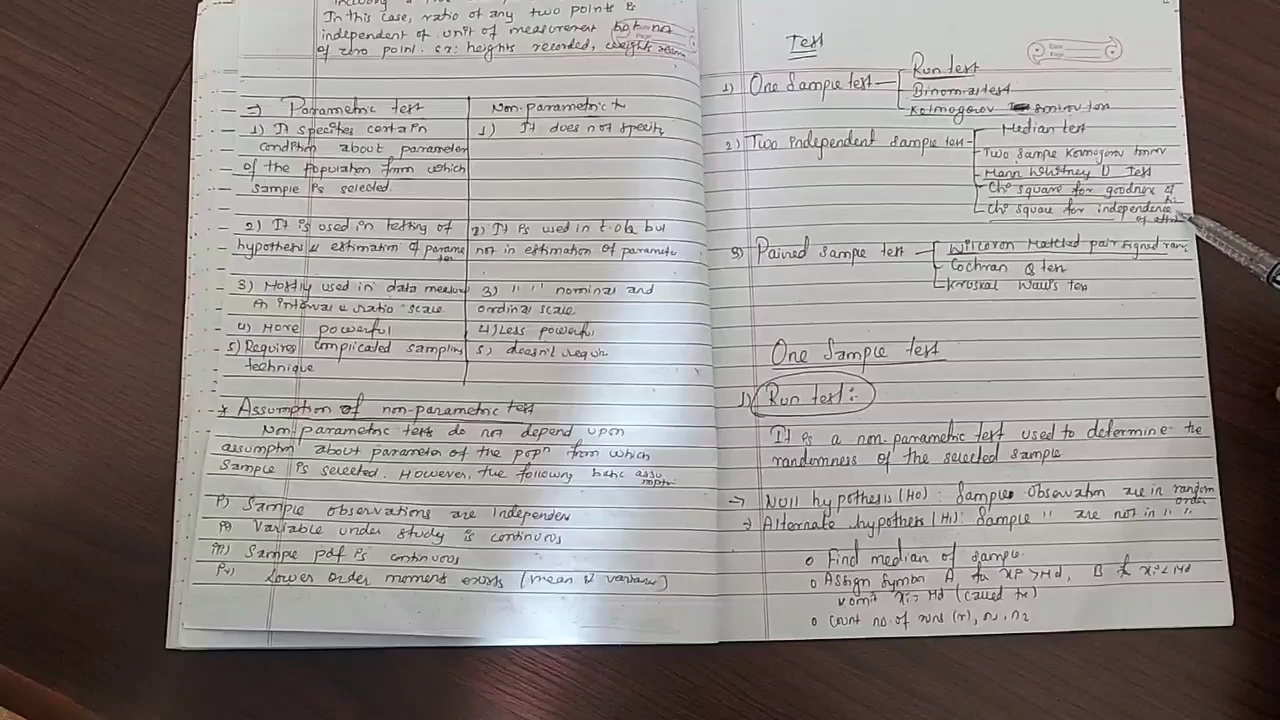 In this case, ratio of any two points is
independent of unit of measurement but not
of zero point. ex: heights recorded, weights
=> Parametric test
1) It specifies certain
condition about parameter
of the population from which
sample is selected.
2) It is used in testing of
hypothesis & estimation of parameter
3) Mostly used in data measured
in interval & ratio scale
4) More powerful
5) Requires complicated sampling
technique
Non-parametric t
1) It does not specify
2) It is used in t.o.h but
not in estimation of parameter
3) " " nominal and
ordinal scale
4) Less powerful
5) doesn't require
* Assumption of non-parametric test
Non-parametric tests do not depend upon
assumption about parameter of the popn from which
sample is selected. However, the following basic assumptn
i) Sample observations are independen
ii) Variable under study is continuous
iii) Sample pdf is continuous
iv) Lower order moment exists (mean & variance)
Date
Page
Test
1) One Sample test
Run test
Binomial test
Kolmogorov smirnov
2) Two independent sample test
Median test
Two sample Kolmogorov
Mann Whitney U Test
Chi square for goodness of fit
Chi square for independence of
3) Paired sample test
Wilcoxon Matched pair signed rank
Cochran Q test
Kruskal Wallis test
One Sample test
1) Run test:-
It is a non parametric test used to determine the
randomness of the selected sample
-> Null hypothesis (H0): Sample observation are in random order
-> Alternate hypothesis (H1): Sample " are not in " "
o Find median of sample.
o Assign symbol A for xi > Md, B for xi < Md
omit xi = Md (called
o Count no. of runs (r), n1, n2